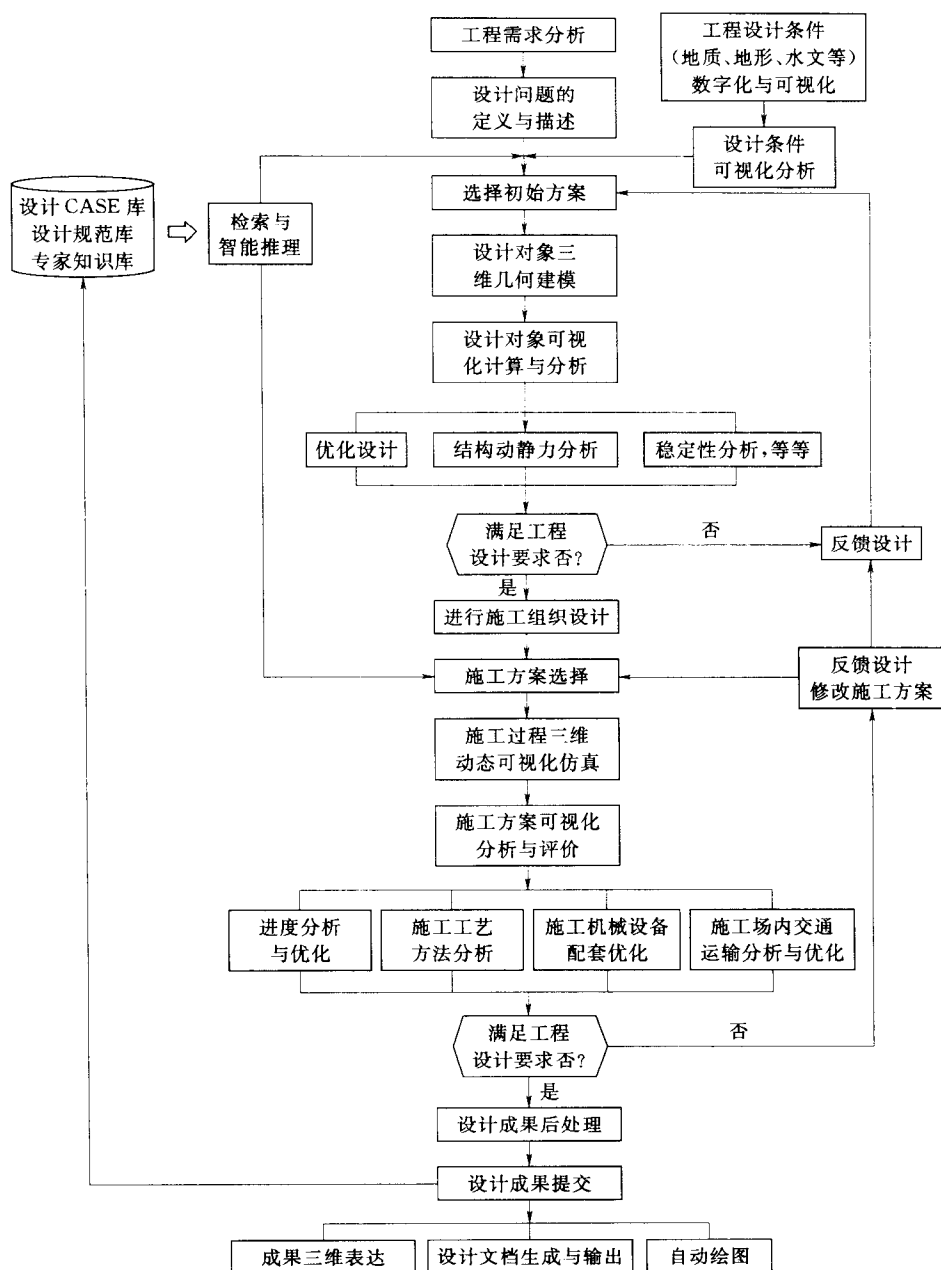 工程需求分析
工程设计条件
（地质、地形、水文等）
数字化与可视化
设计问题的
定义与描述
设计条件
可视化分析
选择初始方案
设计 CASE 库
设计规范库
专家知识库
检索与
智能推理
设计对象三
维几何建模
设计对象可视
化计算与分析
优化设计
结构动静力分析
稳定性分析，等等
满足工程
设计要求否？
否
反馈设计
是
进行施工组织设计
施工方案选择
反馈设计
修改施工方案
施工过程三维
动态可视化仿真
施工方案可视化
分析与评价
进度分析
与优化
施工工艺
方法分析
施工机械设备
配套优化
施工场内交通
运输分析与优化
满足工程
设计要求否？
否
是
设计成果后处理
设计成果提交
成果三维表达
设计文档生成与输出
自动绘图